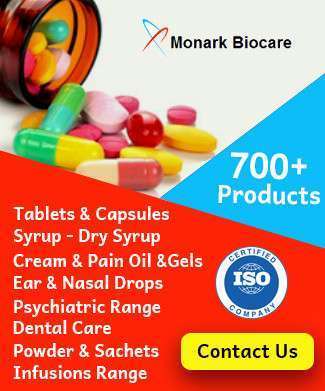 Monark Biocare
700+
Products
Tablets & Capsules
Syrup - Dry Syrup
Cream & Pain Oil &Gels
Ear & Nasal Drops
Psychiatric Range
Dental Care
Powder & Sachets
Infusions Range
CERTIFIED
ISO
COMPANY
Contact Us